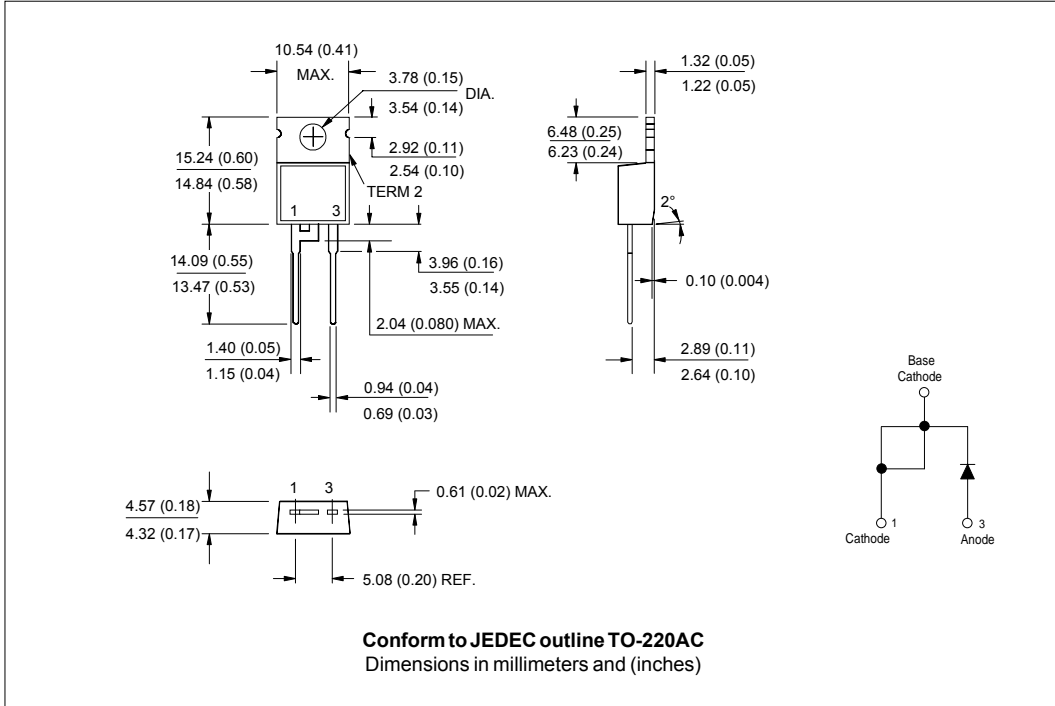 10.54 (0.41)
MAX.
3.78 (0.15)
3.54 (0.14)
DIA.
2.92 (0.11)
2.54 (0.10)
TERM 2
15.24 (0.60)
14.84 (0.58)
1 3
14.09 (0.55)
13.47 (0.53)
3.96 (0.16)
3.55 (0.14)
2.04 (0.080) MAX.
1.40 (0.05)
1.15 (0.04)
0.94 (0.04)
0.69 (0.03)
1.32 (0.05)
1.22 (0.05)
6.48 (0.25)
6.23 (0.24)
2°
0.10 (0.004)
2.89 (0.11)
2.64 (0.10)
Base
Cathode
1
Cathode
3
Anode
1 3
4.57 (0.18)
4.32 (0.17)
0.61 (0.02) MAX.
5.08 (0.20) REF.
Conform to JEDEC outline TO-220AC
Dimensions in millimeters and (inches)